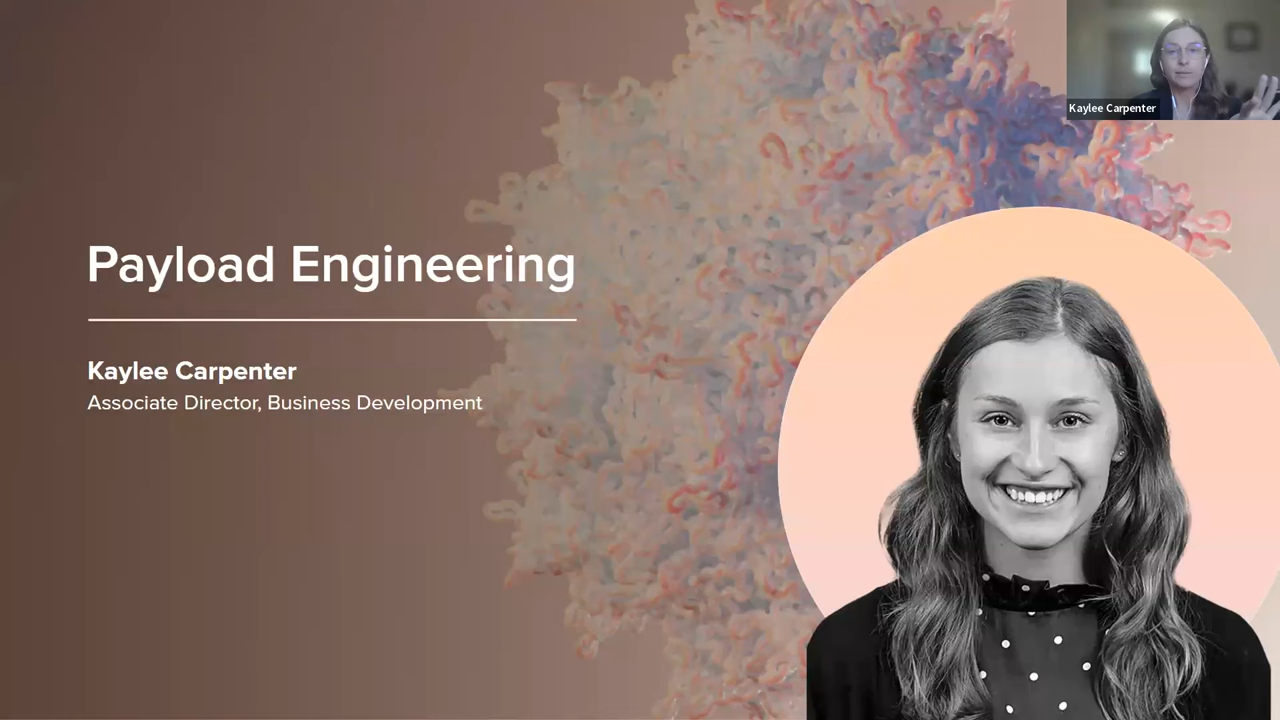 Payload Engineering
Kaylee Carpenter
Associate Director, Business Development
Kaylee Carpenter